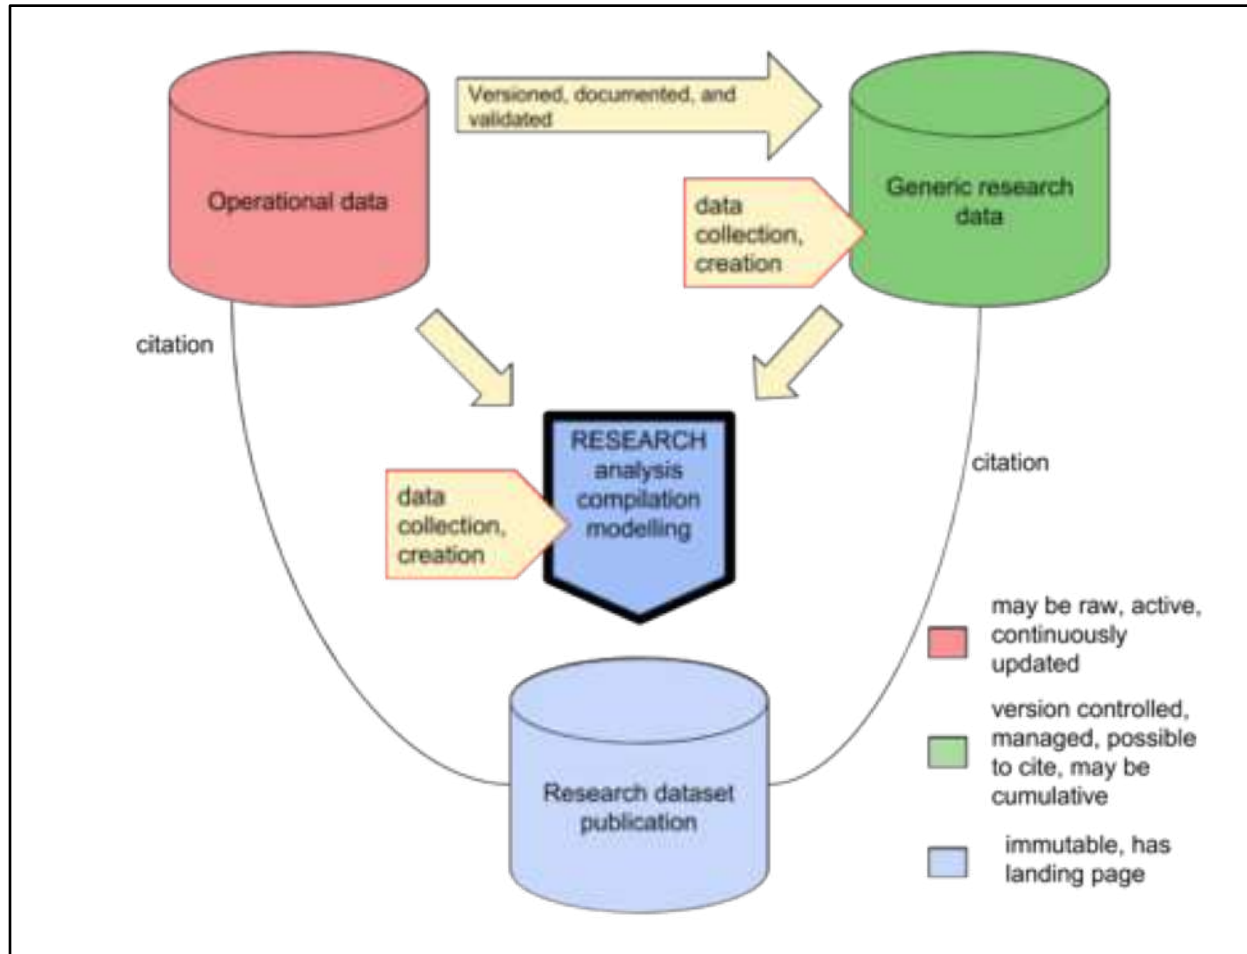 Versioned, documented, and
validated
Operational data
Generic research
data
data
collection,
creation
citation
RESEARCH
analysis
compilation
modelling
data
collection,
creation
citation
may be raw, active,
continuously
updated
version controlled,
managed, possible
to cite, may be
cumulative
Research dataset
publication
immutable, has
landing page